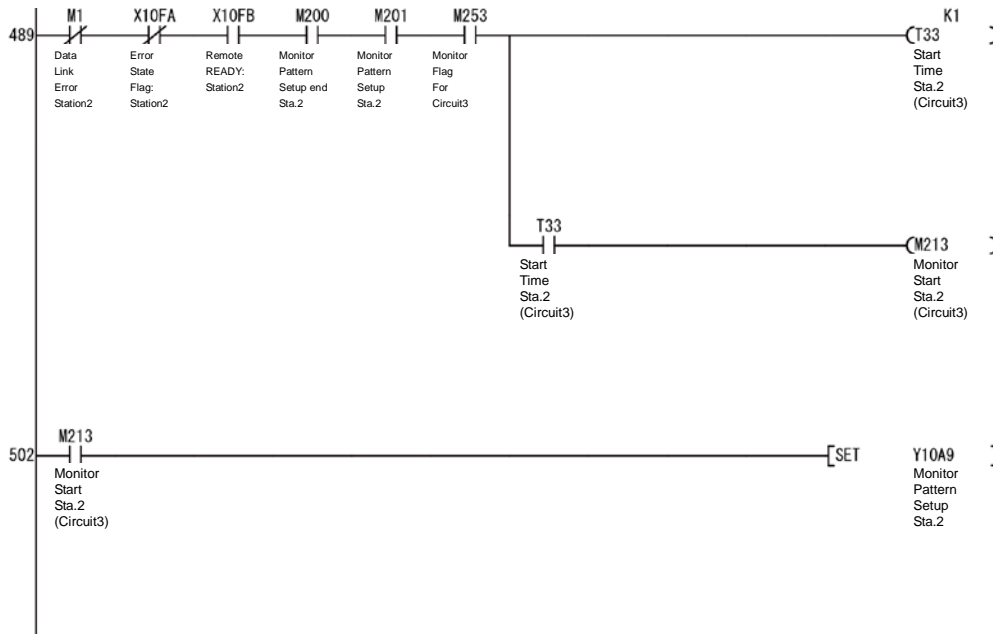 M1 X10FA X10FB M200 M201 M253 K1
489 T33
Data Link Error Station2
Error State Flag: Station2
Remote READY: Station2
Monitor Pattern Setup end Sta.2
Monitor Pattern Setup Sta.2
Monitor Flag For Circuit3
Start Time Sta.2 (Circuit3)
T33
M213
Start Time Sta.2 (Circuit3)
Monitor Start Sta.2 (Circuit3)
M213
502 SET Y10A9
Monitor Start Sta.2 (Circuit3)
Monitor Pattern Setup Sta.2